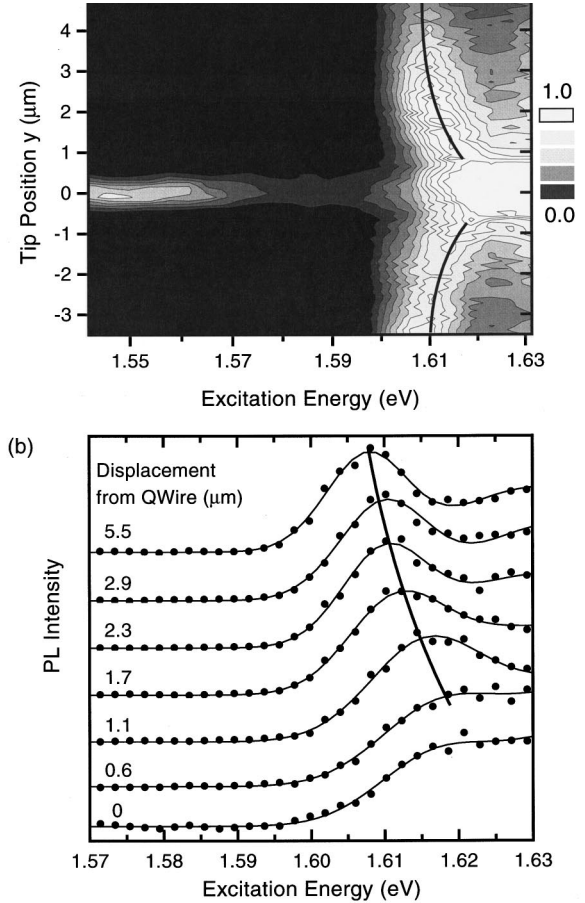 4
3
2
1
0
-1
-2
-3
Tip Position y (μm)
1.0
0.0
1.55 1.57 1.59 1.61 1.63
Excitation Energy (eV)
(b)
Displacement
from QWire (μm)
5.5
2.9
2.3
1.7
1.1
0.6
0
PL Intensity
1.57 1.58 1.59 1.60 1.61 1.62 1.63
Excitation Energy (eV)